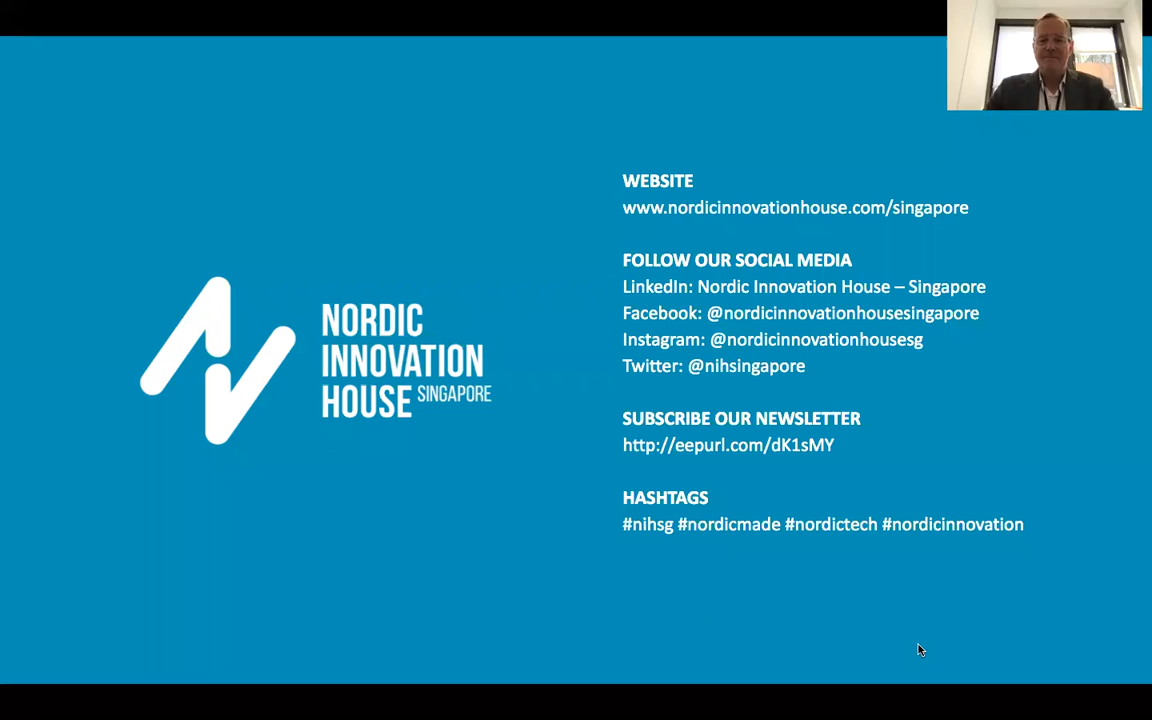 NORDIC
INNOVATION
HOUSE SINGAPORE
WEBSITE
www.nordicinnovationhouse.com/singapore
FOLLOW OUR SOCIAL MEDIA
LinkedIn: Nordic Innovation House – Singapore
Facebook: @nordicinnovationhousesingapore
Instagram: @nordicinnovationhousesg
Twitter: @nihsingapore
SUBSCRIBE OUR NEWSLETTER
http://eepurl.com/dK1sMY
HASHTAGS
#nihsg #nordicmade #nordictech #nordicinnovation